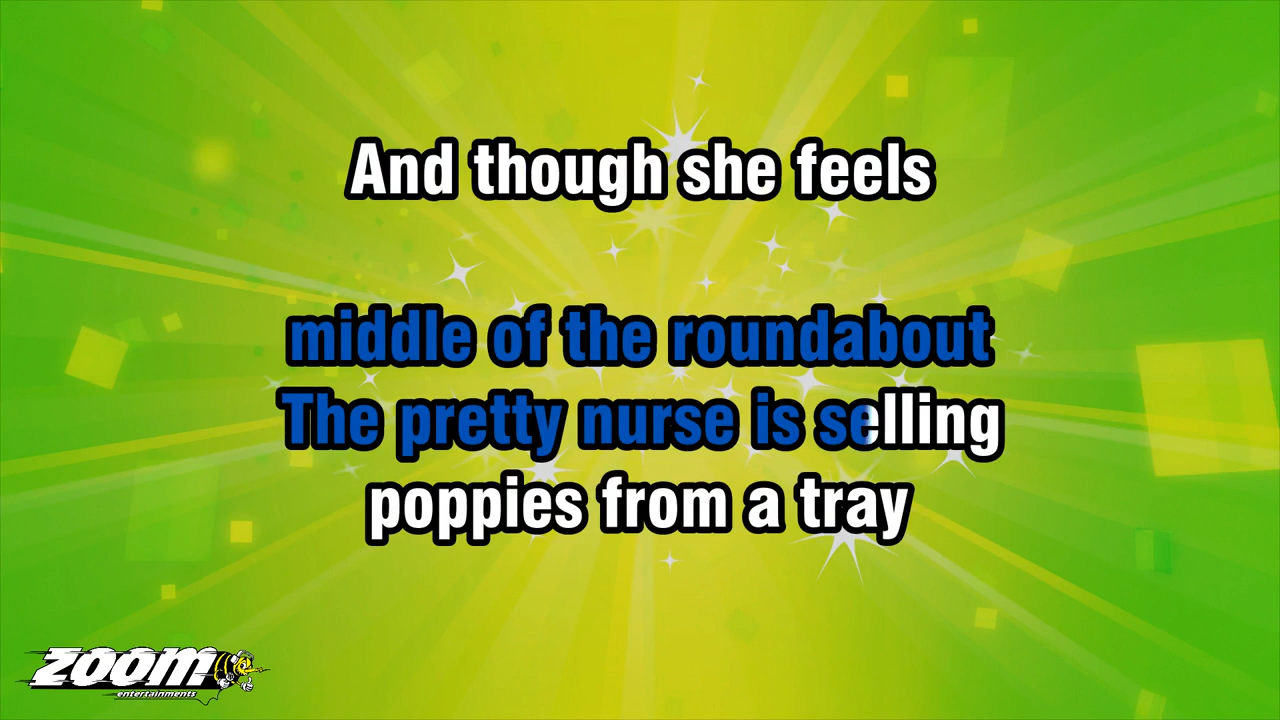 And though she feels
middle of the roundabout
The pretty nurse is selling
poppies from a tray
zoom
entertainments